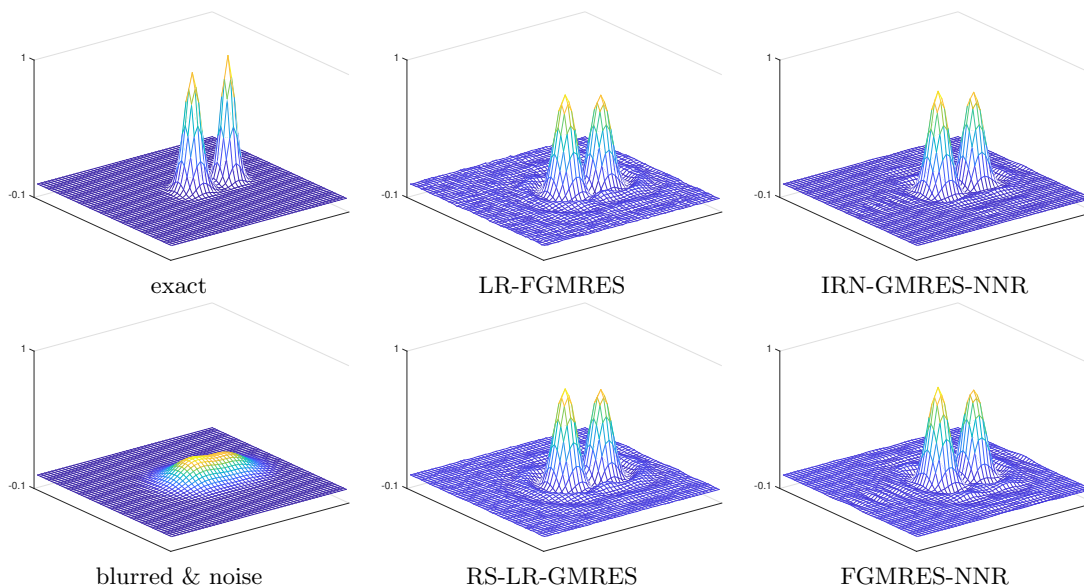 1
-0.1
exact
1
-0.1
LR-FGMRES
1
-0.1
IRN-GMRES-NNR
1
-0.1
blurred & noise
1
-0.1
RS-LR-GMRES
1
-0.1
FGMRES-NNR